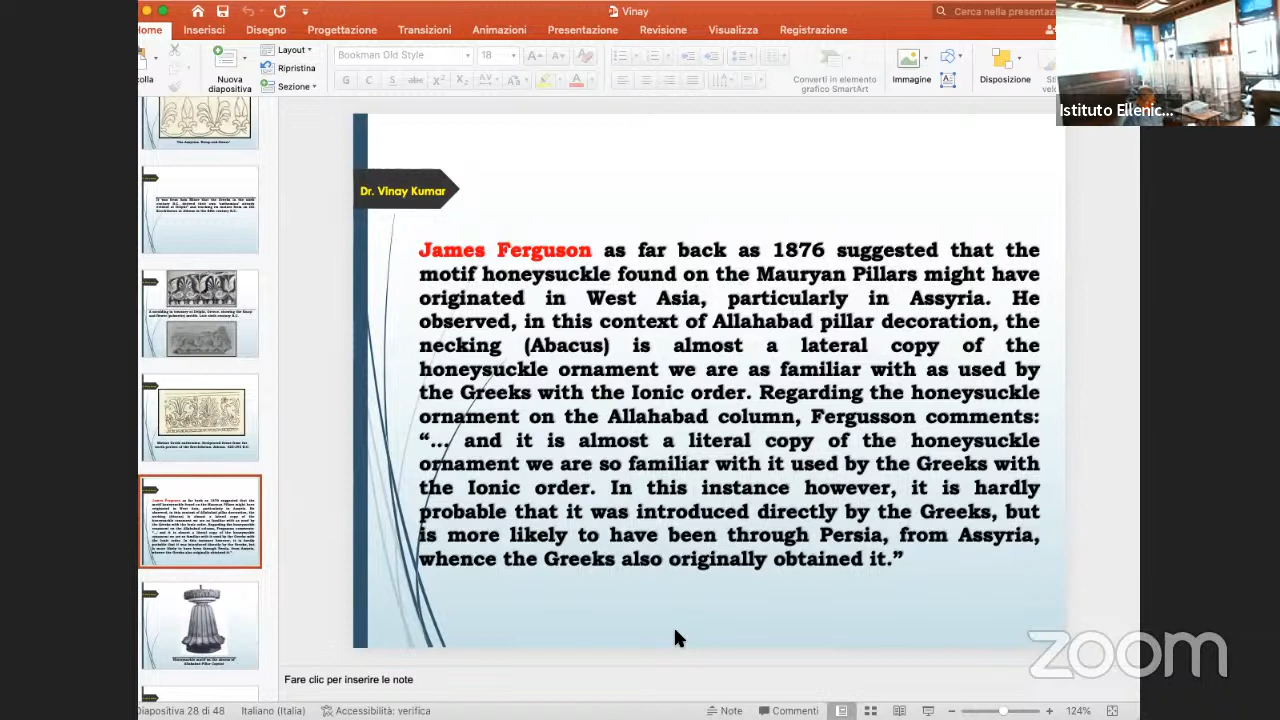 Vinay
Cerca nella presentaz
Home
Inserisci
Disegno
Progettazione
Transizioni
Animazioni
Presentazione
Revisione
Visualizza
Registrazione
Nuova
diapositiva
Layout
Ripristina
Sezione
Bookman Old Style
18
Converti in elemento
grafico SmartArt
Immagine
Disposizione
Istituto Ellenic...
Dr. Vinay Kumar
James Ferguson as far back as 1876 suggested that the
motif honeysuckle found on the Mauryan Pillars might have
originated in West Asia, particularly in Assyria. He
observed, in this context of Allahabad pillar decoration, the
necking (Abacus) is almost a lateral copy of the
honeysuckle ornament we are as familiar with as used by
the Greeks with the Ionic order. Regarding the honeysuckle
ornament on the Allahabad column, Fergusson comments:
“... and it is almost a literal copy of the honeysuckle
ornament we are so familiar with it used by the Greeks with
the Ionic order. In this instance however, it is hardly
probable that it was introduced directly by the Greeks, but
is more likely to have been through Persia, from Assyria,
whence the Greeks also originally obtained it.”
zoom
Fare clic per inserire le note
Diapositiva 28 di 48
Italiano (Italia)
Accessibilità: verifica
Note
Commenti
124%